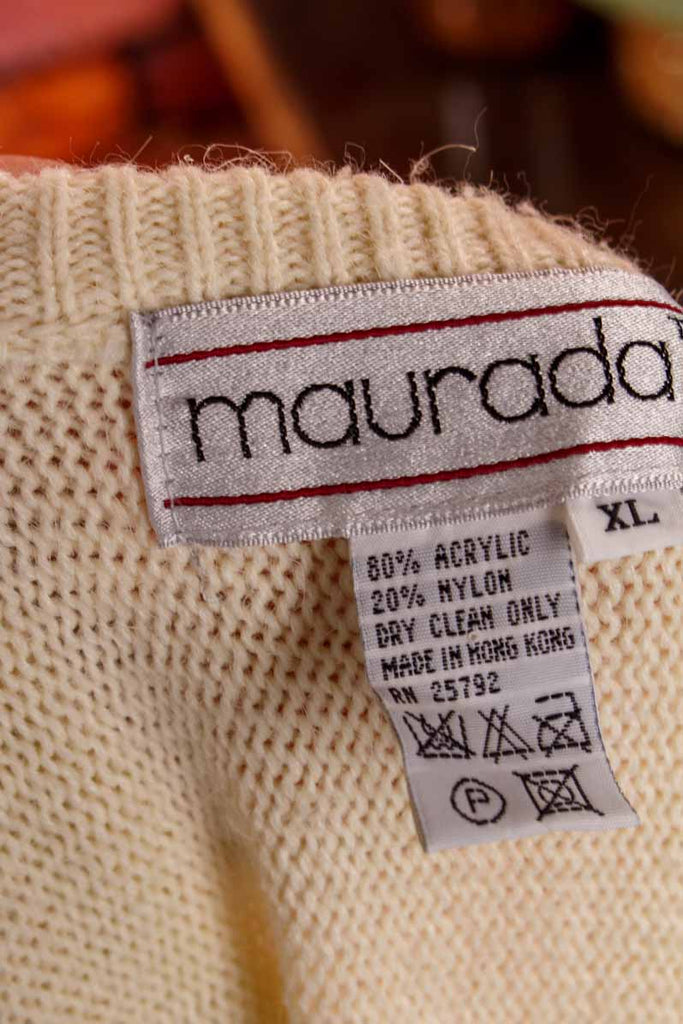 maurada
XL
80% ACRYLIC
20% NYLON
DRY CLEAN ONLY
MADE IN HONG KONG
RN 25792
P